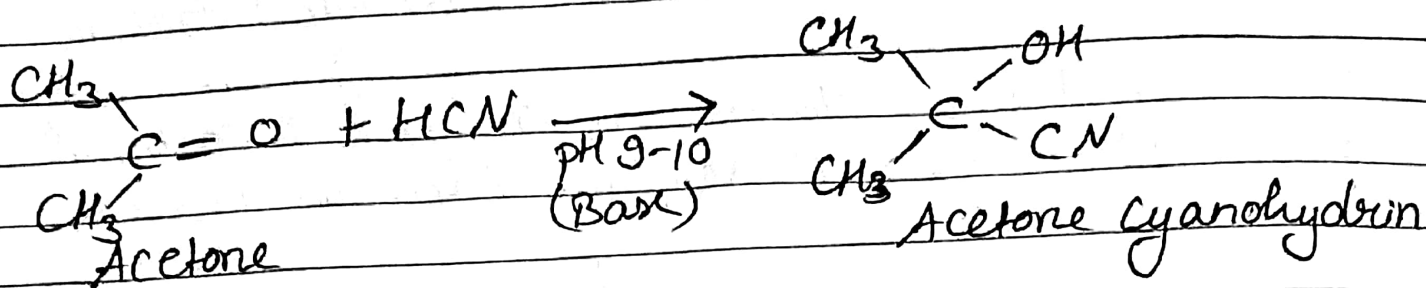 CH3 CH3 OH
C = O + HCN pH 9-10 (Base) C CN
CH3 CH3
Acetone Acetone Cyanohydrin